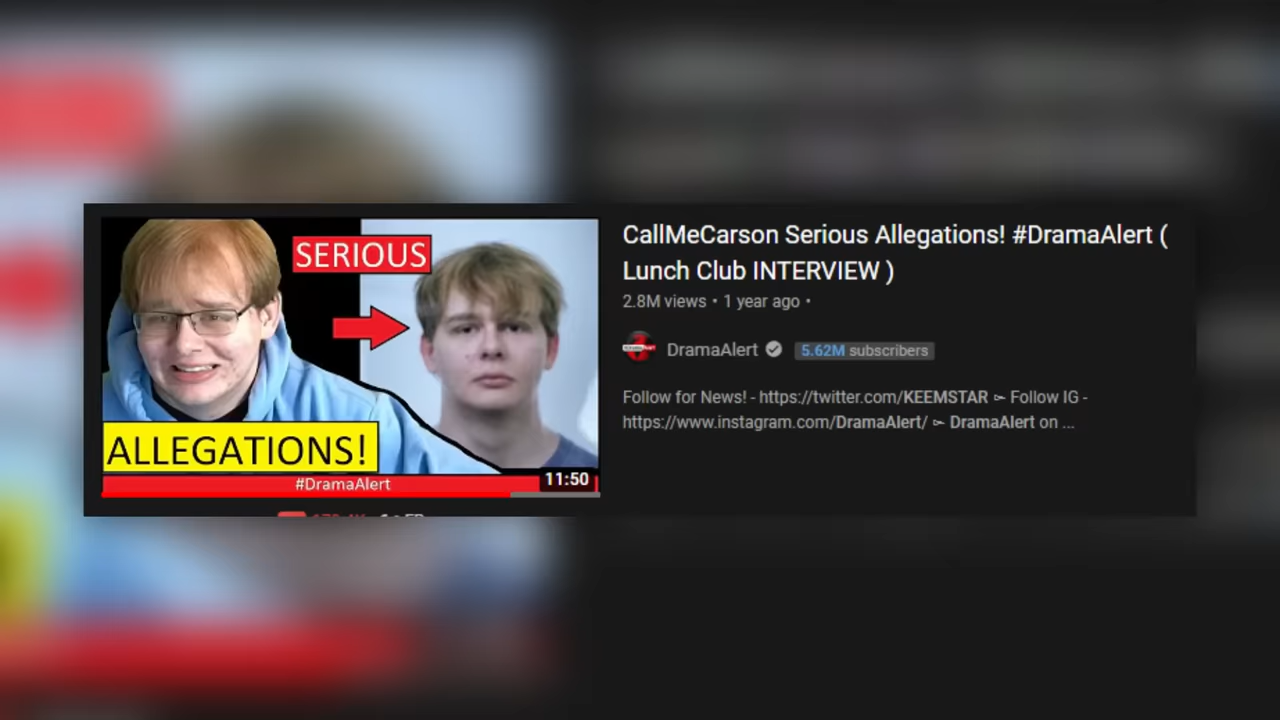 SERIOUS
ALLEGATIONS!
#DramaAlert
11:50
CallMeCarson Serious Allegations! #DramaAlert (
Lunch Club INTERVIEW )
2.8M views • 1 year ago •
DramaAlert
5.62M subscribers
Follow for News! - https://twitter.com/KEEMSTAR ➣ Follow IG -
https://www.instagram.com/DramaAlert/ ➣ DramaAlert on ...